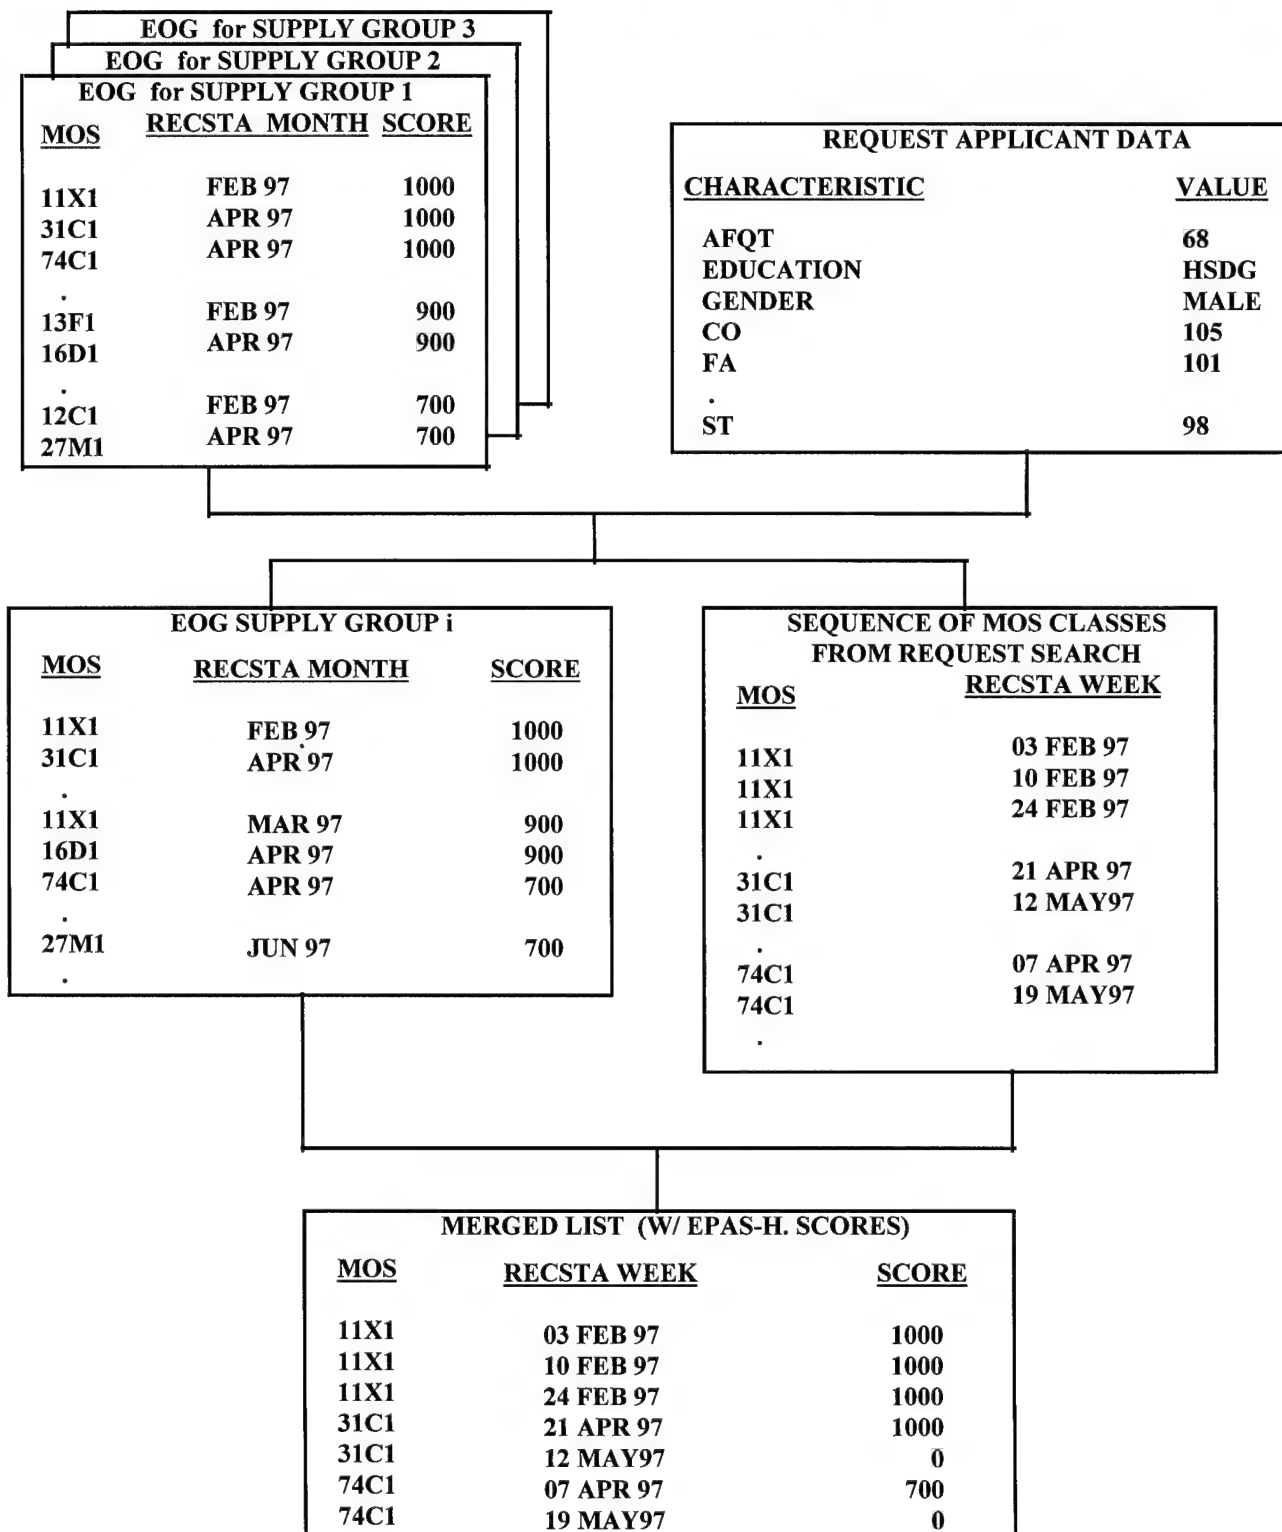 EOG for SUPPLY GROUP 3
EOG for SUPPLY GROUP 2
EOG for SUPPLY GROUP 1
MOS RECSTA MONTH SCORE
11X1 FEB 97 1000
31C1 APR 97 1000
74C1 APR 97 1000
.
13F1 FEB 97 900
16D1 APR 97 900
.
12C1 FEB 97 700
27M1 APR 97 700
REQUEST APPLICANT DATA
CHARACTERISTIC VALUE
AFQT 68
EDUCATION HSDG
GENDER MALE
CO 105
FA 101
.
ST 98
EOG SUPPLY GROUP i
MOS RECSTA MONTH SCORE
11X1 FEB 97 1000
31C1 APR 97 1000
.
11X1 MAR 97 900
16D1 APR 97 900
74C1 APR 97 700
.
27M1 JUN 97 700
.
SEQUENCE OF MOS CLASSES
FROM REQUEST SEARCH
MOS RECSTA WEEK
11X1 03 FEB 97
11X1 10 FEB 97
11X1 24 FEB 97
.
31C1 21 APR 97
31C1 12 MAY97
.
74C1 07 APR 97
74C1 19 MAY97
.
MERGED LIST (W/ EPAS-H. SCORES)
MOS RECSTA WEEK SCORE
11X1 03 FEB 97 1000
11X1 10 FEB 97 1000
11X1 24 FEB 97 1000
31C1 21 APR 97 1000
31C1 12 MAY97 0
74C1 07 APR 97 700
74C1 19 MAY97 0